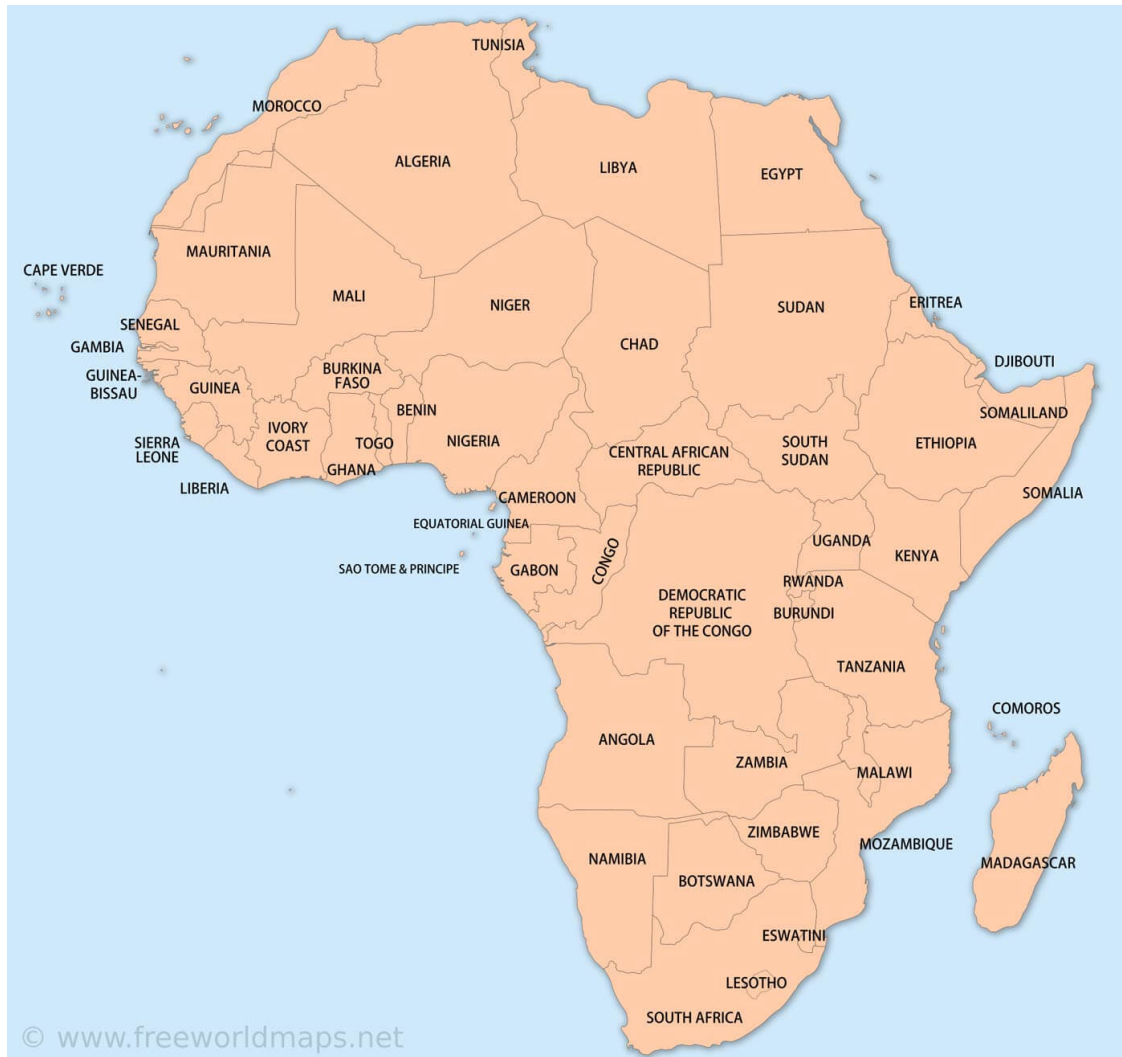 TUNISIA
MOROCCO
ALGERIA
LIBYA
EGYPT
MAURITANIA
CAPE VERDE
MALI
NIGER
SUDAN
ERITREA
SENEGAL
CHAD
GAMBIA
DJIBOUTI
GUINEA-
BISSAU
BURKINA
FASO
GUINEA
BENIN
SOMALILAND
IVORY
COAST
TOGO
NIGERIA
SOUTH
SUDAN
ETHIOPIA
SIERRA
LEONE
CENTRAL AFRICAN
REPUBLIC
GHANA
LIBERIA
SOMALIA
CAMEROON
EQUATORIAL GUINEA
UGANDA
KENYA
CONGO
SAO TOME & PRINCIPE
GABON
RWANDA
DEMOCRATIC
REPUBLIC
OF THE CONGO
BURUNDI
TANZANIA
COMOROS
ANGOLA
ZAMBIA
MALAWI
ZIMBABWE
MOZAMBIQUE
NAMIBIA
MADAGASCAR
BOTSWANA
ESWATINI
LESOTHO
SOUTH AFRICA
© www.freeworldmaps.net